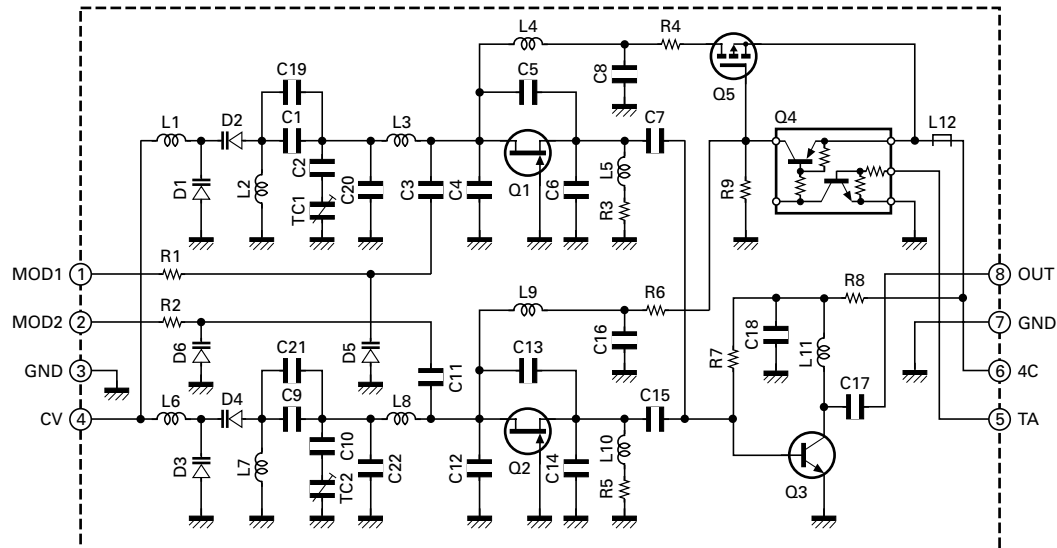 L4
R4
C19
C5
C8
Q5
L1
D2
C1
L3
C7
Q4
L12
D1
L2
C2
TC1
C20
C3
C4
Q1
C6
L5
R3
R9
MOD1
1
R1
R8
8
OUT
L9
R6
MOD2
2
R2
7
GND
C21
D6
D5
C11
C13
C16
R7
C18
L11
GND
3
6
4C
CV
4
L6
D4
C9
L8
C15
C17
5
TA
D3
L7
C10
TC2
C22
C12
Q2
C14
L10
R5
Q3